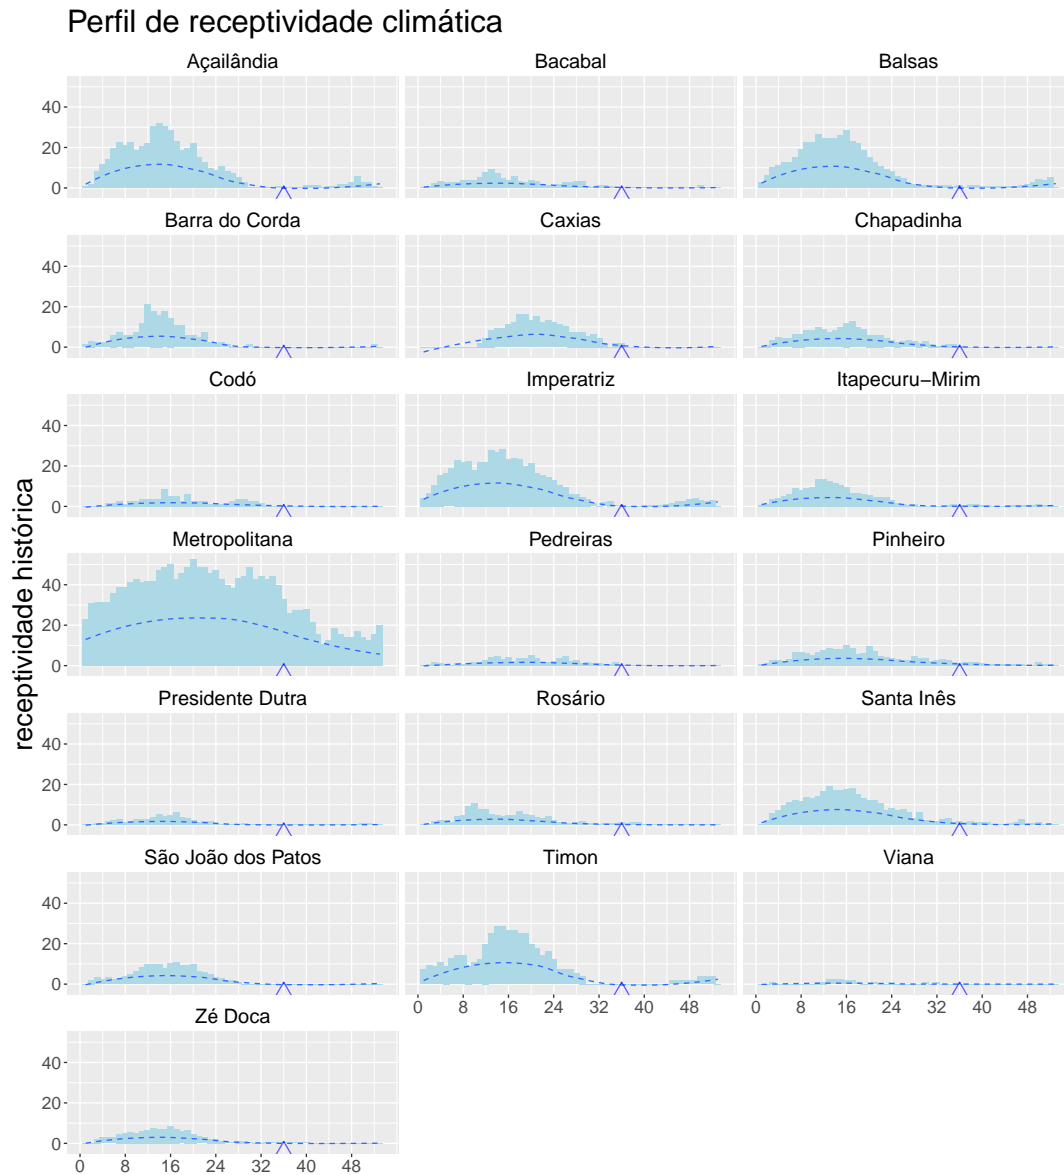 Perfil de receptividade climática
Açailândia Bacabal Balsas
40
20
0
Barra do Corda Caxias Chapadinha
40
20
0
Codó Imperatriz Itapecuru−Mirim
40
20
0
receptividade histórica
Metropolitana Pedreiras Pinheiro
40
20
0
Presidente Dutra Rosário Santa Inês
40
20
0
São João dos Patos Timon Viana
40
20
0
0 8 16 24 32 40 48 0 8 16 24 32 40 48
Zé Doca
40
20
0
0 8 16 24 32 40 48